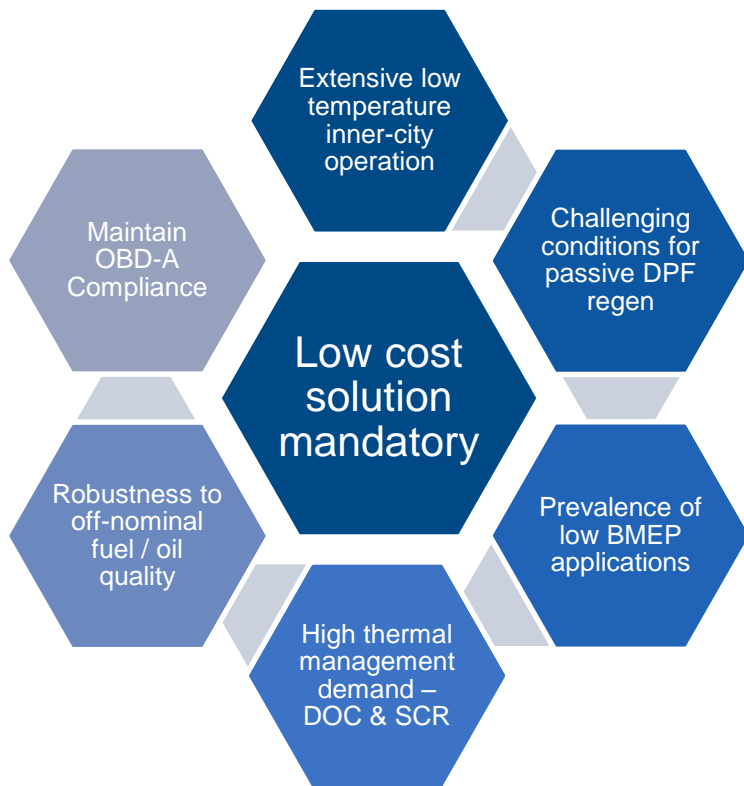 Extensive low
temperature
inner-city
operation
Challenging
conditions for
passive DPF
regen
Prevalence of
low BMEP
applications
High thermal
management
demand –
DOC & SCR
Robustness to
off-nominal
fuel / oil
quality
Maintain
OBD-A
Compliance
Low cost
solution
mandatory